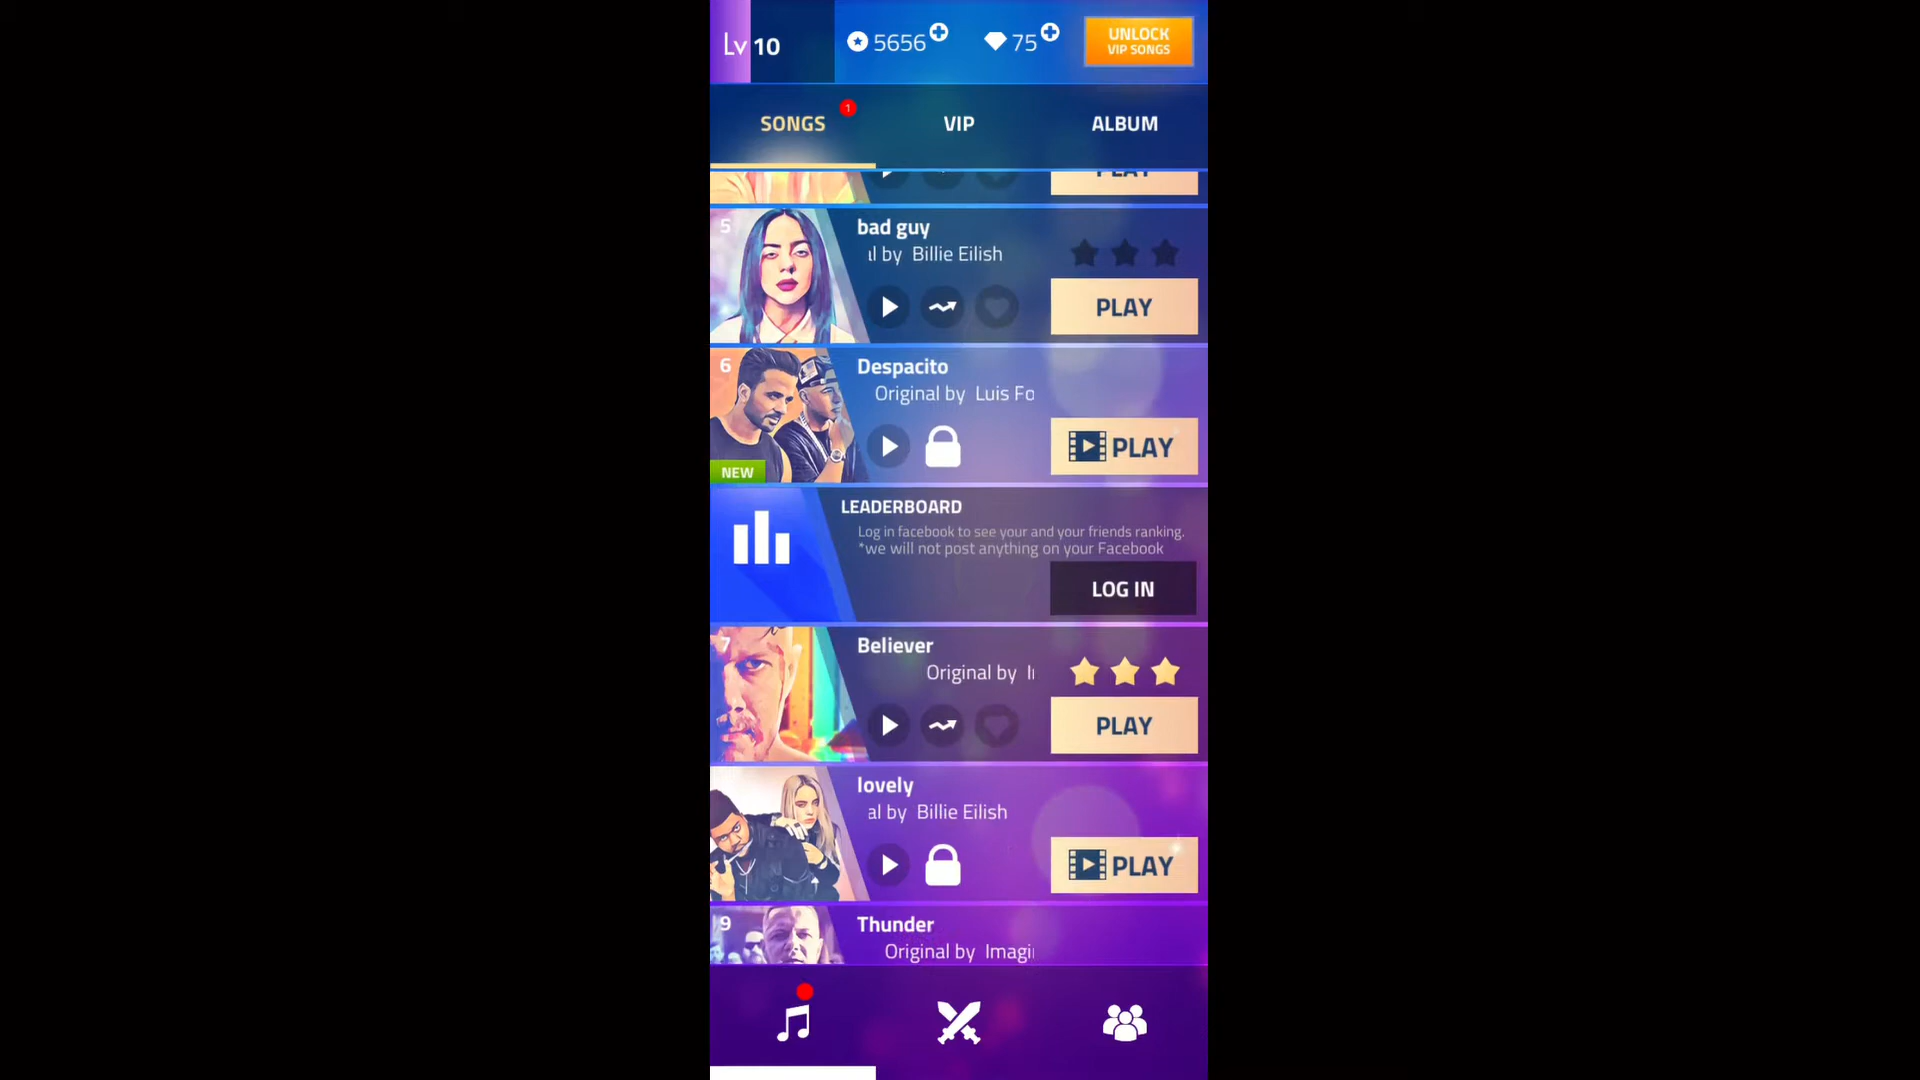 Lv 10
5656
75
UNLOCK
VIP SONGS
SONGS
1
VIP
ALBUM
PLAY
5
bad guy
al by Billie Eilish
PLAY
6
Despacito
Original by Luis Fo
PLAY
NEW
LEADERBOARD
Log in facebook to see your and your friends ranking.
*we will not post anything on your Facebook
LOG IN
7
Believer
Original by I
PLAY
lovely
al by Billie Eilish
PLAY
9
Thunder
Original by Imagi